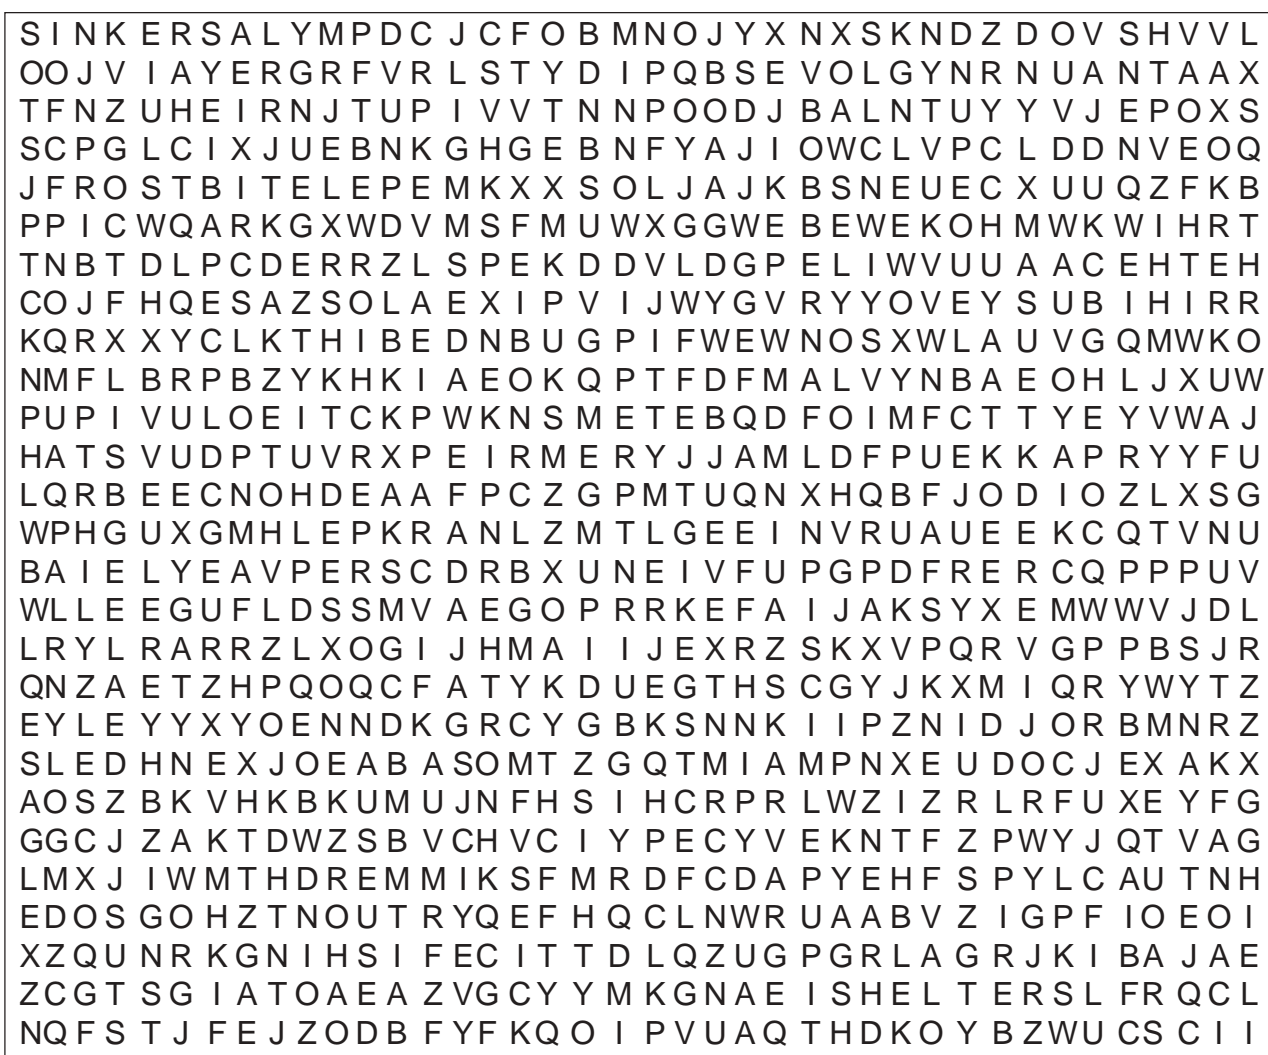 SINKERSALYMPDCJCFOBMNOJYXNXSKNDZDOVSHVVL
OOJVIAYERGRFVRLSTYDIPQBSEVOLGYNRNUANTAAX
TFNZUHEIRNJTUPIVVTNNPOODJBALNTUYYVJEPOXS
SCPGLCIXJUEBNKGHGEBNFYAJIOWCLVPCLDDNVEOQ
JFROSTBITELEPEMKXXSOLJAJKBSNEUECXUUQZFKB
PPICWQARKGXWDVMSFMUWXGGWEBEWEKOHMWKWIHRT
TNBTDLPCDERRZLSPEKDDVLDGPELIWVUUAACEHTEH
COJFHQESAZSOLAEXIPVIJWYGVRYYOVEYSUBIHIRR
KQRXXYCLKTHIBEDNBUGPIFWEWNOSXWLAUVGQMWKO
NMFLBRPBZYKHKIAEOKQPTFDFMALVYNBAEOHLJXUW
PUPIVULOEITCKPWKNSMETEBQDFOIMFCTTYEYVWAJ
HATSVUDPTUVRXPEIRMERYJJAMLDFPUEKKAPRYYFU
LQRBEECNOHDEAAFPCZGPMTUQNXHQBFJODIOZLXSG
WPHGUXGMHLEPKRANLZMTLGEEINVRUAUEEKCQTVNU
BAIELYEAVPERSCDRBXUNEIVFUPGPDFRERCQPPPUV
WLLEEGUFLDSSMVAEGOPRRKEFAIJAKSYXEMWWVJDL
LRYLRARRZLXOGIJHMAIIJEXRZSKXVPQRVGPPBSJR
QNZAETZHPQOQCFATYKDUEGTHSCGYJKXMIQRYWYTZ
EYLEYYXYOENNDKGRCYGBKSNNKIIPZNIDJORBMNRZ
SLEDHNEXJOEABASOMTZGQTMIAMPNXEUDOCJEXAKX
AOSZBKVHKBKUMUJNFHSIHCRPRLWZIZRLRFUXEYFG
GGCJZAKTDWZSBVCHVCIYPECYVEKNTFZPWYJQTVAG
LMXJIWMTHDREMMIKSFMRDFCDAPYEHFSPYLCAUTNH
EDOSGOHZTNOUTRYQEFHQCLNWRUAABVZIGPFIOEOI
XZQUNRKGNIHSIFECITTDLQZUGPGRLAGRJKIBAJAE
ZCGTSGIATOAEAZVGCYYMKGNAEISHELTERSLFRQCL
NQFSTJFEJZODBFYFKQOIPVUAQTHDKOYBZWUCSCII